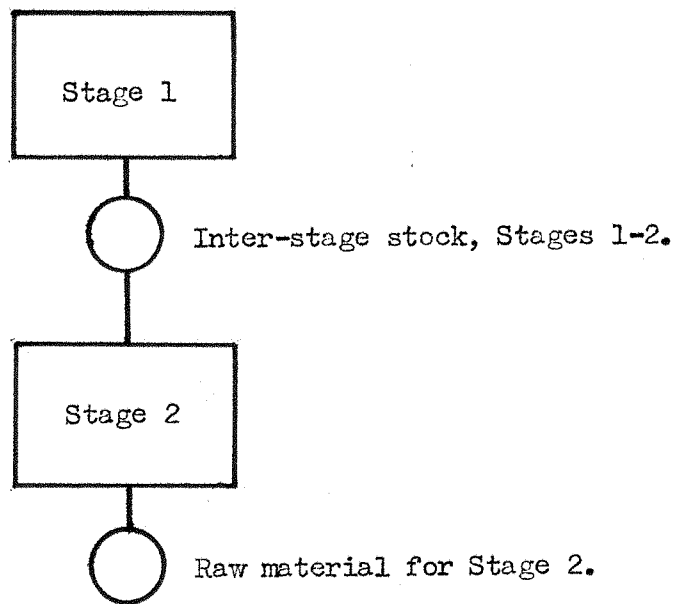 Stage 1
Inter-stage stock, Stages 1-2.
Stage 2
Raw material for Stage 2.